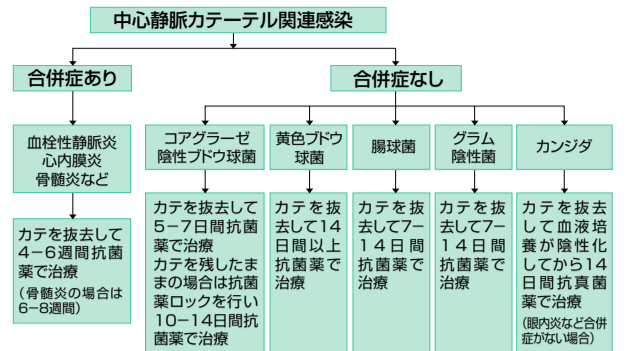 中心静脈カテーテル関連感染
合併症あり
合併症なし
血栓性静脈炎
心内膜炎
骨髄炎など
コアグラーゼ
陰性ブドウ球菌
黄色ブドウ
球菌
腸球菌
グラム
陰性菌
カンジダ
カテを抜去して
4−6週間抗菌
薬で治療
(骨髄炎の場合は
6−8週間)
カテを抜去して
5−7日間抗菌
薬で治療
カテを残したま
まの場合は抗菌
薬ロックを行い
10−14日間抗
菌薬で治療
カテを抜
去して14
日間以上
抗菌薬で
治療
カテを抜
去して7−
14日間
抗菌薬で
治療
カテを抜
去して7−
14日間
抗菌薬で
治療
カテを抜去
して血液培
養が陰性化
してから14
日間抗真菌
薬で治療
(眼内炎など合併
症がない場合)